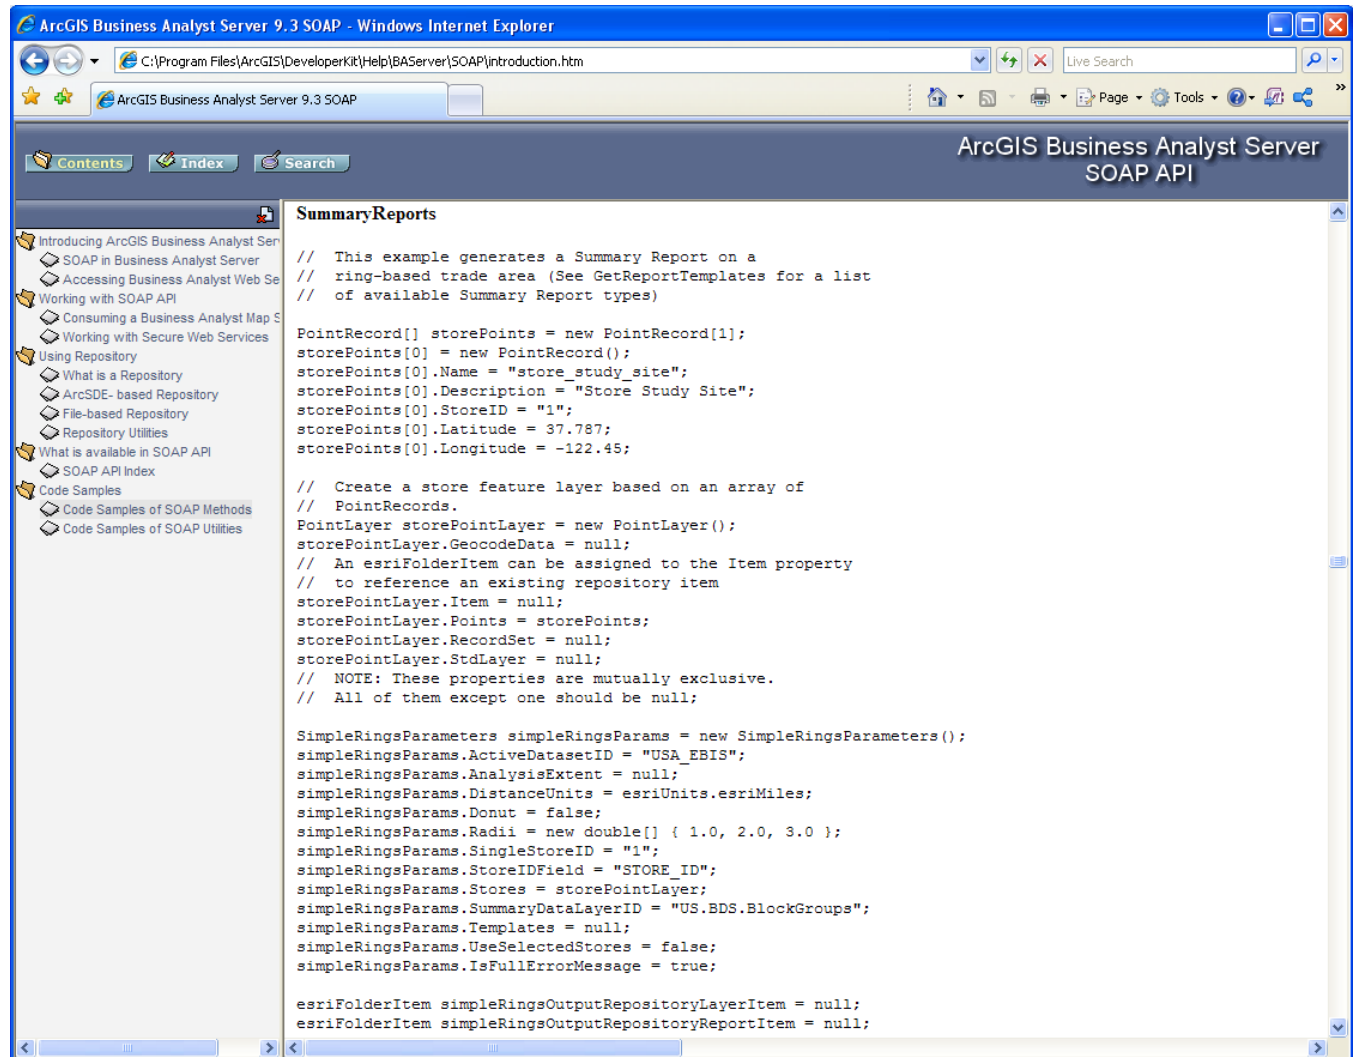 ArcGIS Business Analyst Server 9.3 SOAP - Windows Internet Explorer
C:\Program Files\ArcGIS\DeveloperKit\Help\BAServer\SOAP\introduction.htm
Live Search
ArcGIS Business Analyst Server 9.3 SOAP
Page
Tools
Contents
Index
Search
ArcGIS Business Analyst Server
SOAP API
Introducing ArcGIS Business Analyst Ser
SOAP in Business Analyst Server
Accessing Business Analyst Web Se
Working with SOAP API
Consuming a Business Analyst Map S
Working with Secure Web Services
Using Repository
What is a Repository
ArcSDE- based Repository
File-based Repository
Repository Utilities
What is available in SOAP API
SOAP API Index
Code Samples
Code Samples of SOAP Methods
Code Samples of SOAP Utilities
SummaryReports
//  This example generates a Summary Report on a
//  ring-based trade area (See GetReportTemplates for a list
//  of available Summary Report types)
PointRecord[] storePoints = new PointRecord[1];
storePoints[0] = new PointRecord();
storePoints[0].Name = "store_study_site";
storePoints[0].Description = "Store Study Site";
storePoints[0].StoreID = "1";
storePoints[0].Latitude = 37.787;
storePoints[0].Longitude = -122.45;
//  Create a store feature layer based on an array of
//  PointRecords.
PointLayer storePointLayer = new PointLayer();
storePointLayer.GeocodeData = null;
//  An esriFolderItem can be assigned to the Item property
//  to reference an existing repository item
storePointLayer.Item = null;
storePointLayer.Points = storePoints;
storePointLayer.RecordSet = null;
storePointLayer.StdLayer = null;
//  NOTE: These properties are mutually exclusive.
//  All of them except one should be null;
SimpleRingsParameters simpleRingsParams = new SimpleRingsParameters();
simpleRingsParams.ActiveDatasetID = "USA_EBIS";
simpleRingsParams.AnalysisExtent = null;
simpleRingsParams.DistanceUnits = esriUnits.esriMiles;
simpleRingsParams.Donut = false;
simpleRingsParams.Radii = new double[] { 1.0, 2.0, 3.0 };
simpleRingsParams.SingleStoreID = "1";
simpleRingsParams.StoreIDField = "STORE_ID";
simpleRingsParams.Stores = storePointLayer;
simpleRingsParams.SummaryDataLayerID = "US.BDS.BlockGroups";
simpleRingsParams.Templates = null;
simpleRingsParams.UseSelectedStores = false;
simpleRingsParams.IsFullErrorMessage = true;
esriFolderItem simpleRingsOutputRepositoryLayerItem = null;
esriFolderItem simpleRingsOutputRepositoryReportItem = null;